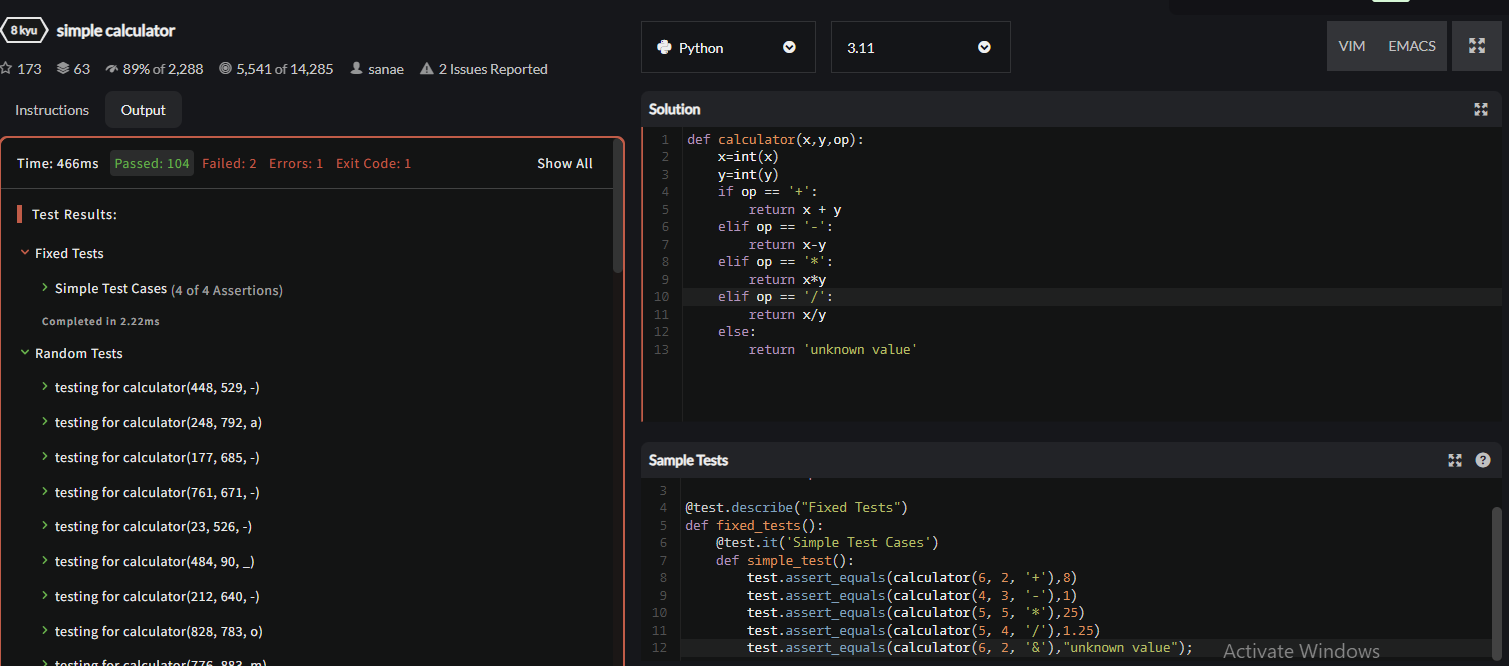 8 kyu simple calculator
173 63 89% of 2,288 5,541 of 14,285 sanae 2 Issues Reported
Instructions Output
Time: 466ms Passed: 104 Failed: 2 Errors: 1 Exit Code: 1 Show All
Test Results:
Fixed Tests
Simple Test Cases (4 of 4 Assertions)
Completed in 2.22ms
Random Tests
testing for calculator(448, 529, -)
testing for calculator(248, 792, a)
testing for calculator(177, 685, -)
testing for calculator(761, 671, -)
testing for calculator(23, 526, -)
testing for calculator(484, 90, _)
testing for calculator(212, 640, -)
testing for calculator(828, 783, o)
testing for calculator(776, 883, m)
Python 3.11 VIM EMACS
Solution
1 def calculator(x,y,op):
2 x=int(x)
3 y=int(y)
4 if op == '+':
5 return x + y
6 elif op == '-':
7 return x-y
8 elif op == '*':
9 return x*y
10 elif op == '/':
11 return x/y
12 else:
13 return 'unknown value'
Sample Tests ?
3
4 @test.describe("Fixed Tests")
5 def fixed_tests():
6 @test.it('Simple Test Cases')
7 def simple_test():
8 test.assert_equals(calculator(6, 2, '+'),8)
9 test.assert_equals(calculator(4, 3, '-'),1)
10 test.assert_equals(calculator(5, 5, '*'),25)
11 test.assert_equals(calculator(5, 4, '/'),1.25)
12 test.assert_equals(calculator(6, 2, '&'),"unknown value");
Activate Windows